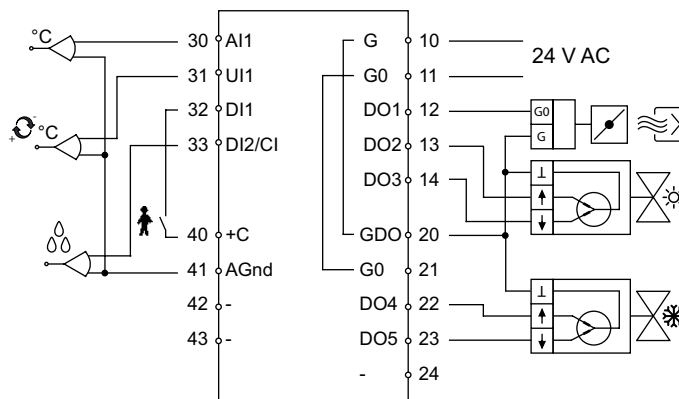 °C
30 AI1 G 10
24 V AC
31 UI1 G0 11
32 DI1 DO1 12 G0
G
+ - °C
33 DI2/CI DO2 13
DO3 14 ⊥
↑
↓
40 +C GDO 20
41 AGnd G0 21
⊥
42 - DO4 22 ↑
43 - DO5 23 ↓
- 24